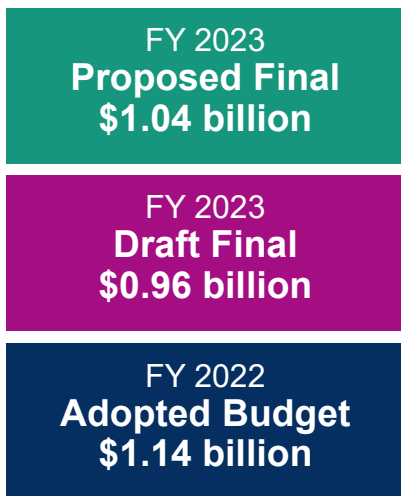 FY 2023
Proposed Final
$1.04 billion
FY 2023
Draft Final
$0.96 billion
FY 2022
Adopted Budget
$1.14 billion